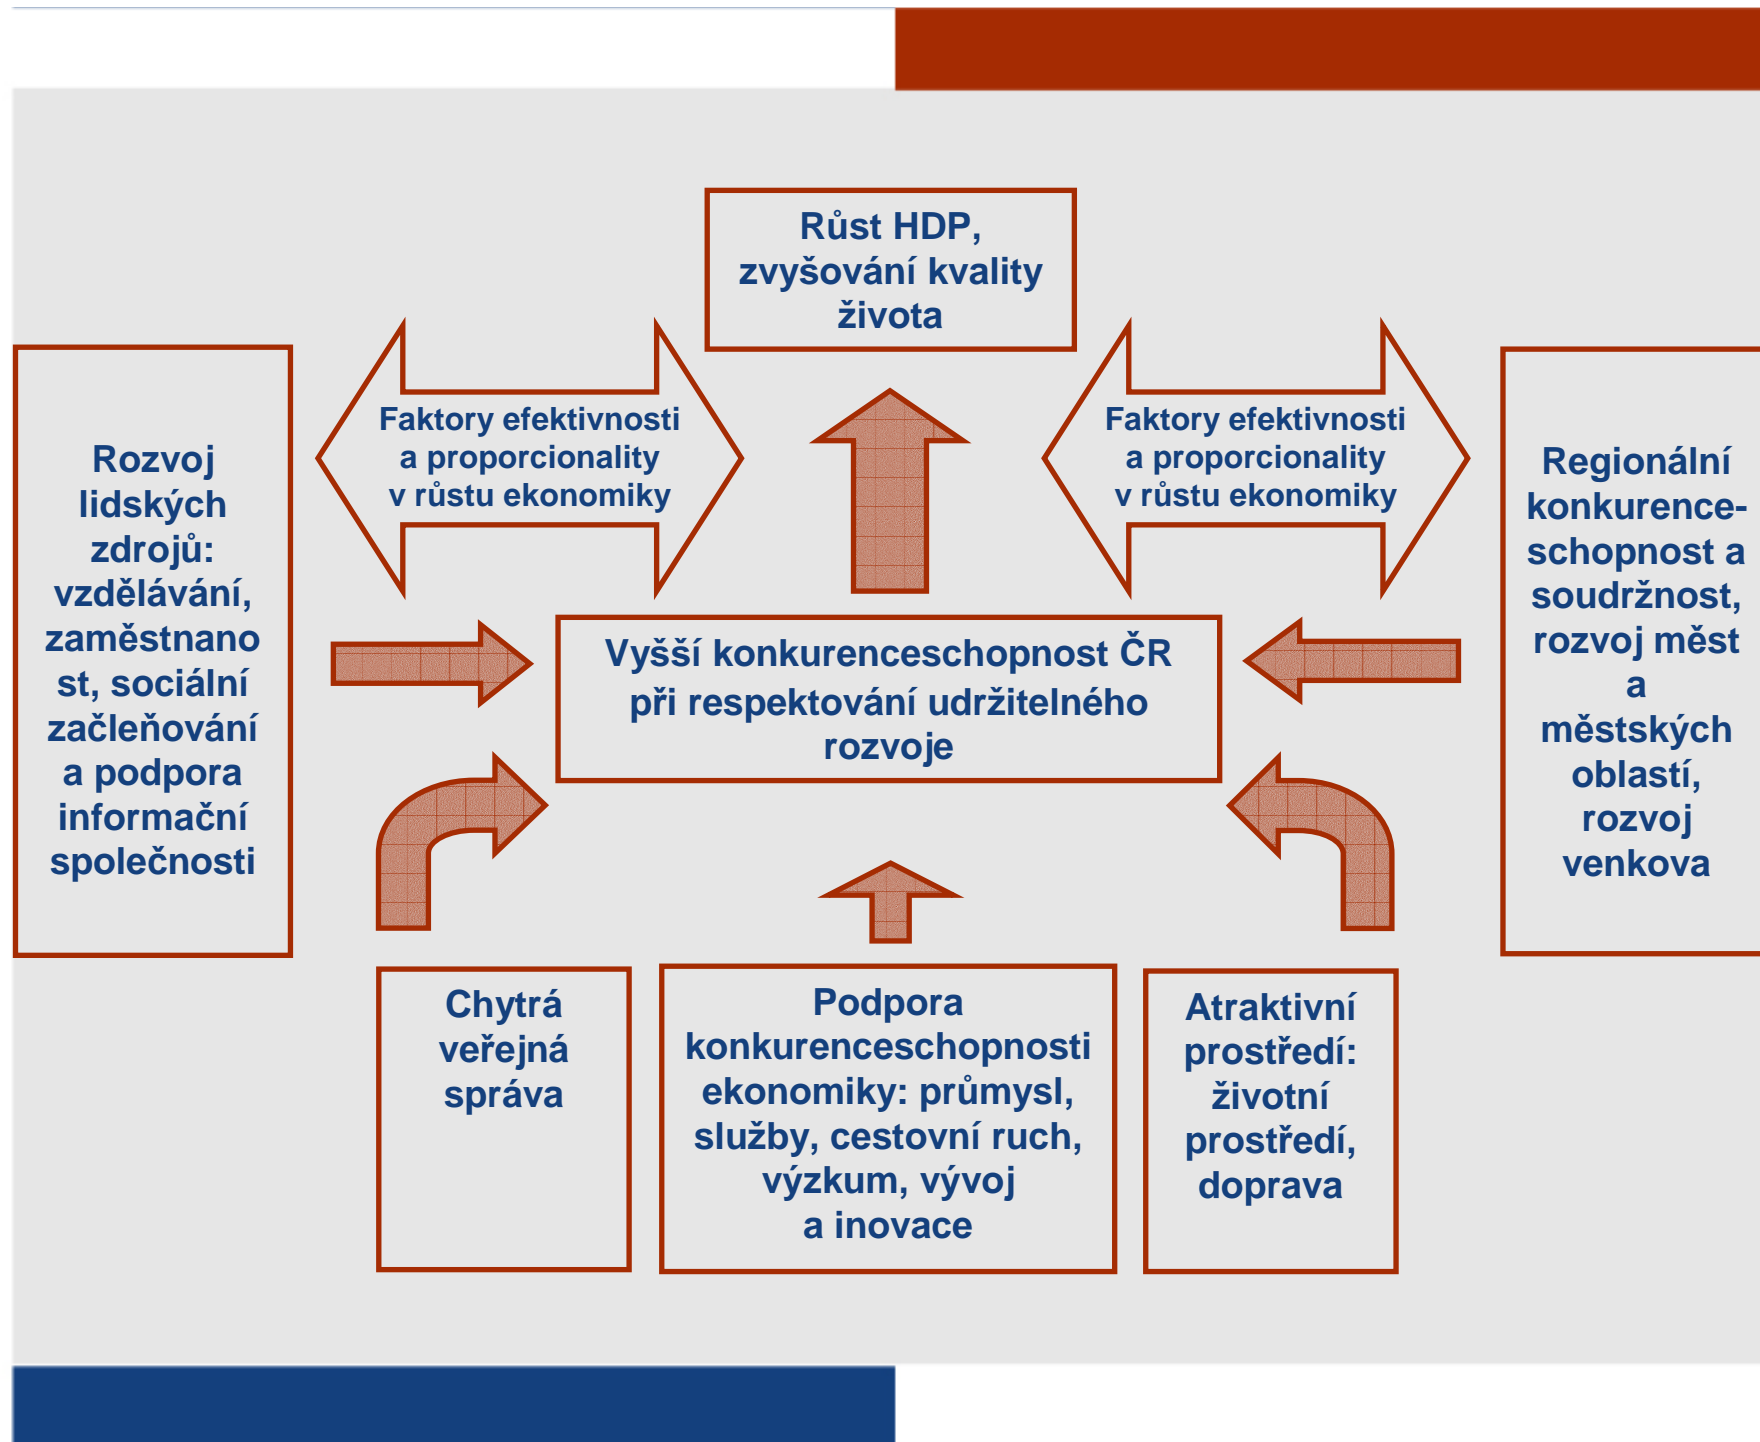 Růst HDP,
zvyšování kvality
života
Rozvoj
lidských
zdrojů:
vzdělávání,
zaměstnano
st, sociální
začleňování
a podpora
informační
společnosti
Faktory efektivnosti
a proporcionality
v růstu ekonomiky
Faktory efektivnosti
a proporcionality
v růstu ekonomiky
Regionální
konkurence-
schopnost a
soudržnost,
rozvoj měst
a
městských
oblastí,
rozvoj
venkova
Vyšší konkurenceschopnost ČR
při respektování udržitelného
rozvoje
Chytrá
veřejná
správa
Podpora
konkurenceschopnosti
ekonomiky: průmysl,
služby, cestovní ruch,
výzkum, vývoj
a inovace
Atraktivní
prostředí:
životní
prostředí,
doprava